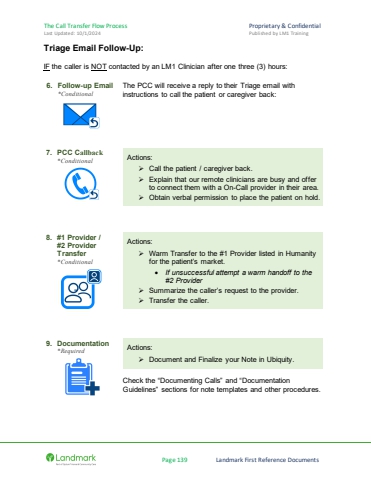 The Call Transfer Flow Process
Proprietary & Confidential
Last Updated: 10/1/2024
Published by LM1 Training
Triage Email Follow-Up:
IF the caller is NOT contacted by an LM1 Clinician after one three (3) hours:
6. Follow-up Email
*Conditional
The PCC will receive a reply to their Triage email with
instructions to call the patient or caregiver back:
7. PCC Callback
*Conditional
Actions:
➢ Call the patient / caregiver back.
➢ Explain that our remote clinicians are busy and offer
to connect them with a On-Call provider in their area.
➢ Obtain verbal permission to place the patient on hold.
8. #1 Provider /
#2 Provider
Transfer
*Conditional
Actions:
➢ Warm Transfer to the #1 Provider listed in Humanity
for the patient's market.
• If unsuccessful attempt a warm handoff to the
#2 Provider
➢ Summarize the caller's request to the provider.
➢ Transfer the caller.
9. Documentation
*Required
Actions:
➢ Document and Finalize your Note in Ubiquity.
Check the "Documenting Calls" and "Documentation
Guidelines" sections for note templates and other procedures.
Landmark
Page 139
Landmark First Reference Documents